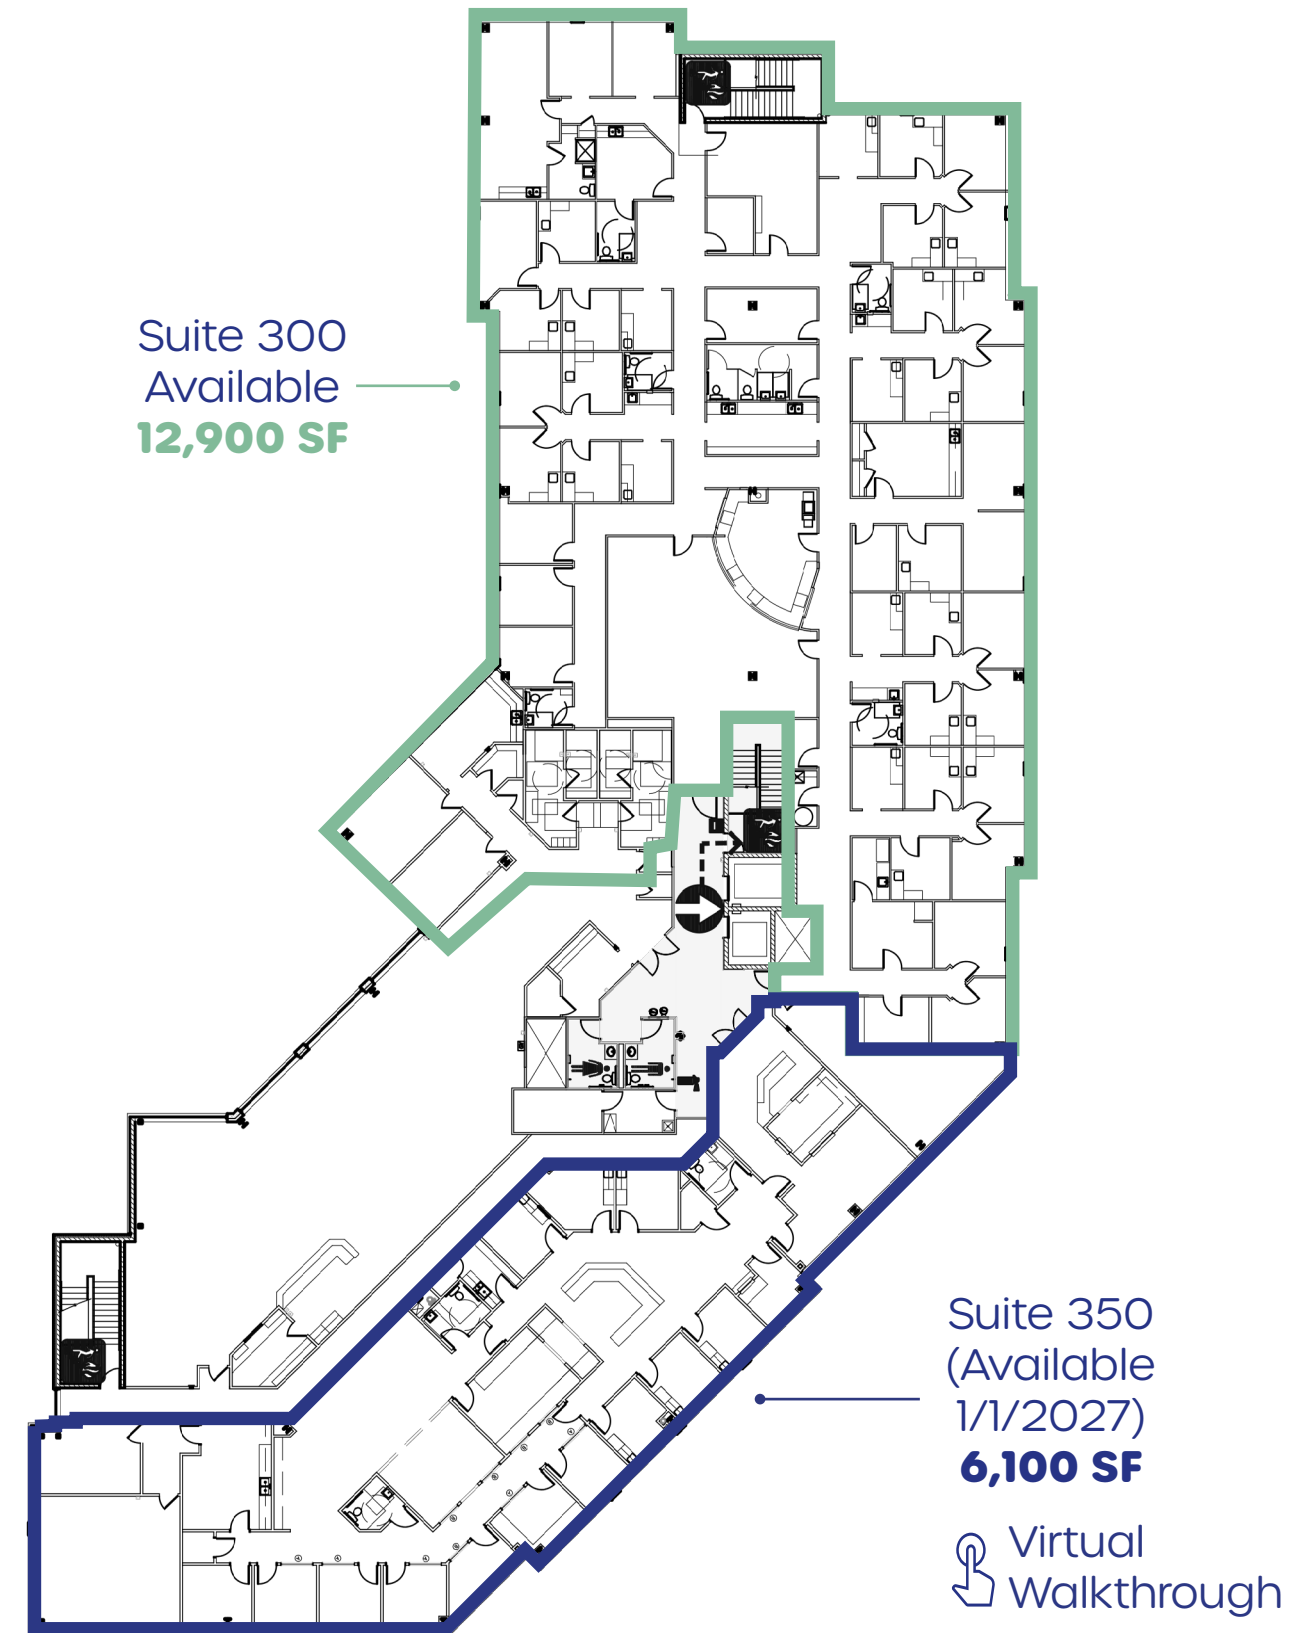 Suite 300
Available
12,900 SF
Suite 350
(Available
1/1/2027)
6,100 SF
Virtual
Walkthrough